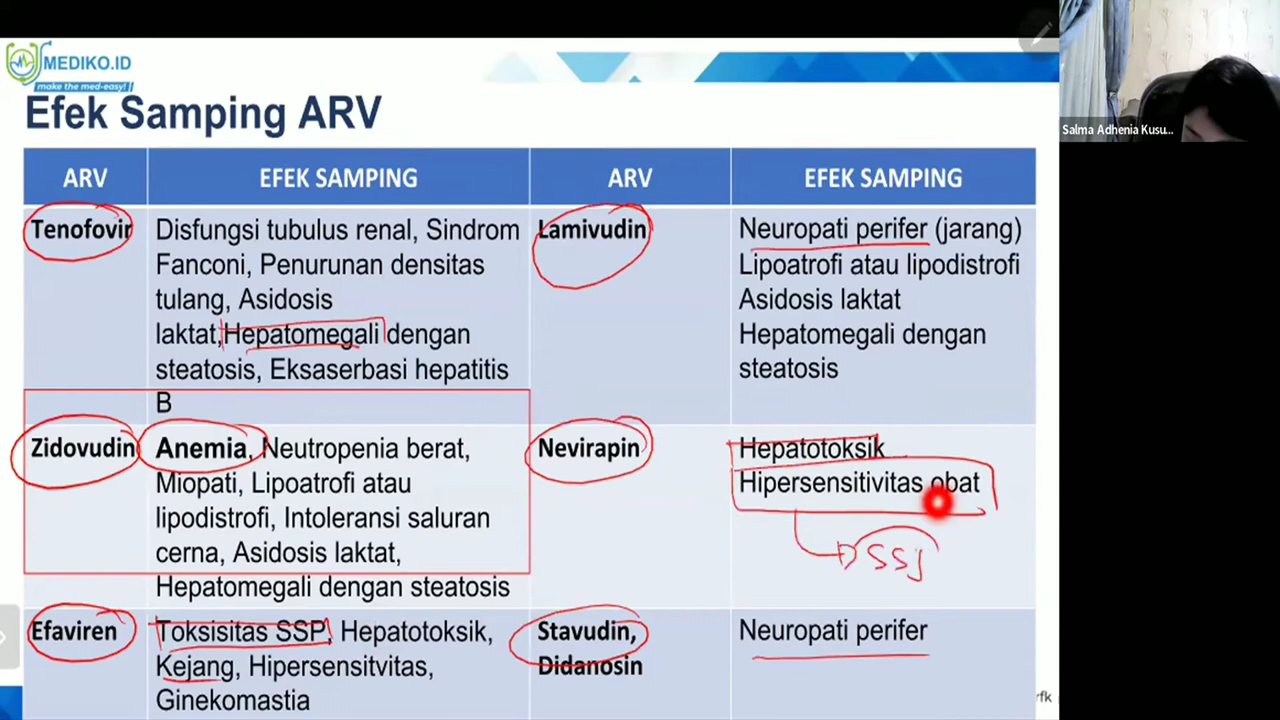 MEDIKO.ID
make the med-easy!
Efek Samping ARV
ARV
EFEK SAMPING
ARV
EFEK SAMPING
Tenofovir
Disfungsi tubulus renal, Sindrom
Fanconi, Penurunan densitas
tulang, Asidosis
laktat,Hepatomegali dengan
steatosis, Eksaserbasi hepatitis
B
Lamivudin
Neuropati perifer (jarang)
Lipoatrofi atau lipodistrofi
Asidosis laktat
Hepatomegali dengan
steatosis
Zidovudin
Anemia, Neutropenia berat,
Miopati, Lipoatrofi atau
lipodistrofi, Intoleransi saluran
cerna, Asidosis laktat,
Hepatomegali dengan steatosis
Nevirapin
Hepatotoksik
Hipersensitivitas obat
SSJ
Efaviren
Toksisitas SSP, Hepatotoksik,
Kejang, Hipersensitvitas,
Ginekomastia
Stavudin,
Didanosin
Neuropati perifer
rfk
Salma Adhenia Kusu...